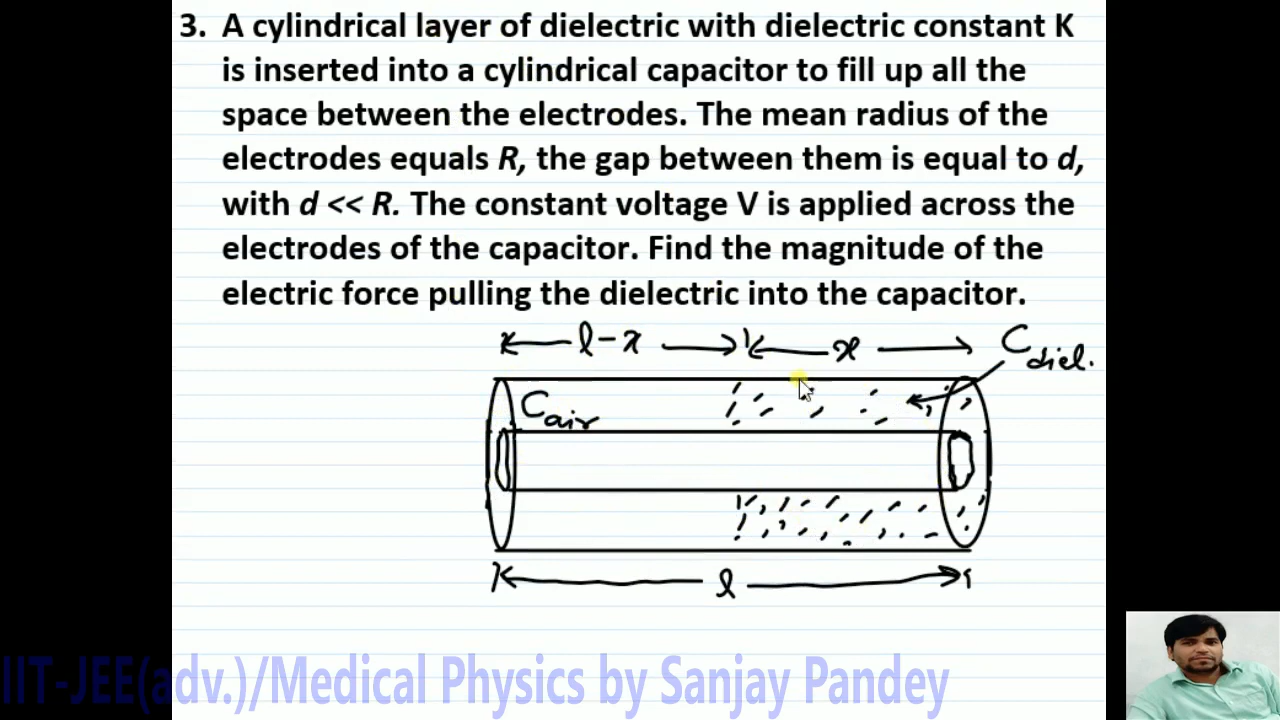 3. A cylindrical layer of dielectric with dielectric constant K
is inserted into a cylindrical capacitor to fill up all the
space between the electrodes. The mean radius of the
electrodes equals R, the gap between them is equal to d,
with d << R. The constant voltage V is applied across the
electrodes of the capacitor. Find the magnitude of the
electric force pulling the dielectric into the capacitor.
l-x
x
C diel.
C air
l
IIT-JEE(adv.)/Medical Physics by Sanjay Pandey